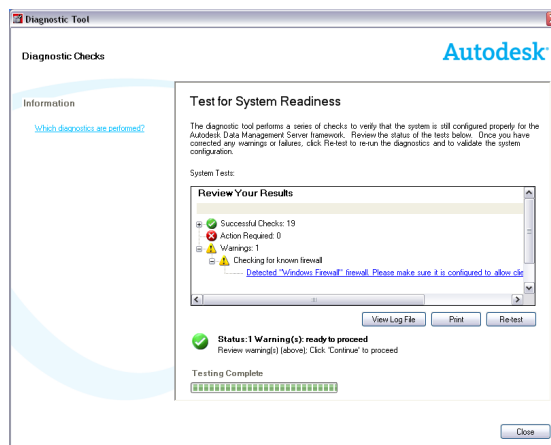 Diagnostic Tool
Diagnostic Checks
Autodesk
Information
Which diagnostics are performed?
Test for System Readiness
The diagnostic tool performs a series of checks to verify that the system is still configured properly for the
Autodesk Data Management Server framework. Review the status of the tests below. Once you have
corrected any warnings or failures, click Re-test to re-run the diagnostics and to validate the system
configuration.
System Tests:
Review Your Results
Successful Checks: 19
Action Required: 0
Warnings: 1
Checking for known firewall
Detected "Windows Firewall" firewall. Please make sure it is configured to allow clie
View Log File
Print
Re-test
Status:1 Warning(s): ready to proceed
Review warning(s) (above); Click 'Continue' to proceed
Testing Complete
Close